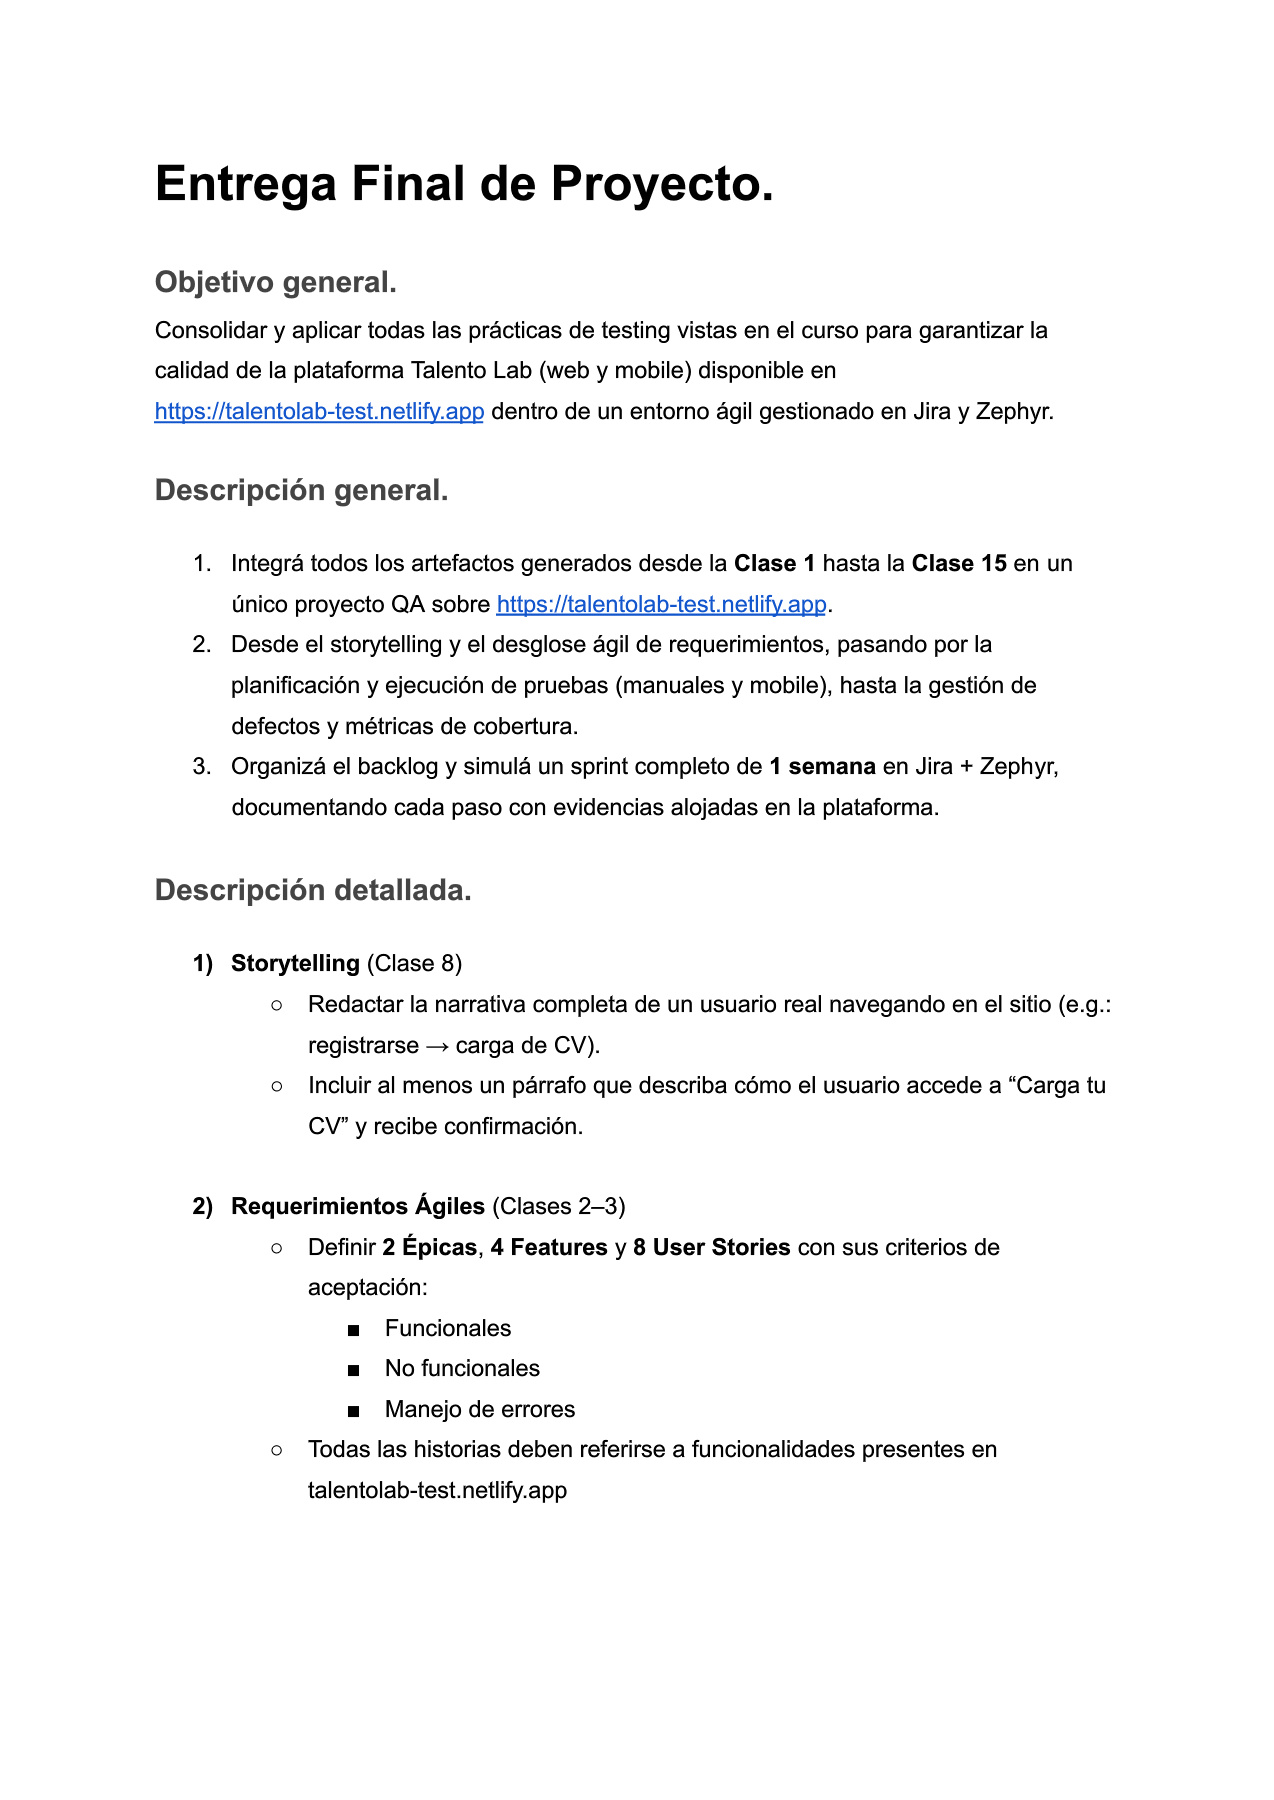 Entrega Final de Proyecto.
Objetivo general.
Consolidar y aplicar todas las prácticas de testing vistas en el curso para garantizar la
calidad de la plataforma Talento Lab (web y mobile) disponible en
https://talentolab-test.netlify.app dentro de un entorno ágil gestionado en Jira y Zephyr.
Descripción general.
1. Integrá todos los artefactos generados desde la Clase 1 hasta la Clase 15 en un
único proyecto QA sobre https://talentolab-test.netlify.app.
2. Desde el storytelling y el desglose ágil de requerimientos, pasando por la
planificación y ejecución de pruebas (manuales y mobile), hasta la gestión de
defectos y métricas de cobertura.
3. Organizá el backlog y simulá un sprint completo de 1 semana en Jira + Zephyr,
documentando cada paso con evidencias alojadas en la plataforma.
Descripción detallada.
1) Storytelling (Clase 8)
○ Redactar la narrativa completa de un usuario real navegando en el sitio (e.g.:
registrarse → carga de CV).
○ Incluir al menos un párrafo que describa cómo el usuario accede a “Carga tu
CV” y recibe confirmación.
2) Requerimientos Ágiles (Clases 2–3)
○ Definir 2 Épicas, 4 Features y 8 User Stories con sus criterios de
aceptación:
■ Funcionales
■ No funcionales
■ Manejo de errores
○ Todas las historias deben referirse a funcionalidades presentes en
talentolab-test.netlify.app